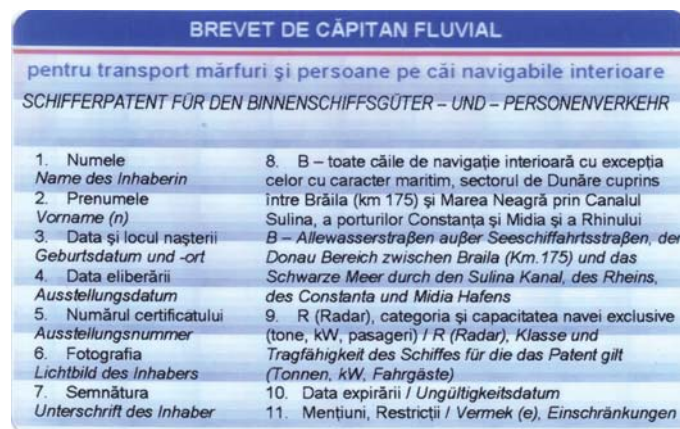 BREVET DE CĂPITAN FLUVIAL
pentru transport mărfuri şi persoane pe căi navigabile interioare
SCHIFFERPATENT FÜR DEN BINNENSCHIFFSGÜTER – UND – PERSONENVERKEHR
1. Numele
Name des Inhaberin
2. Prenumele
Vorname (n)
3. Data şi locul naşterii
Geburtsdatum und -ort
4. Data eliberării
Ausstellungsdatum
5. Numărul certificatului
Ausstellungsnummer
6. Fotografia
Lichtbild des Inhabers
7. Semnătura
Unterschrift des Inhaber
8. B – toate căile de navigaţie interioară cu excepţia
celor cu caracter maritim, sectorul de Dunăre cuprins
între Brăila (km 175) şi Marea Neagră prin Canalul
Sulina, a porturilor Constanţa şi Midia şi a Rhinului
B – Allewasserstraßen außer Seeschiffahrtsstraßen, der
Donau Bereich zwischen Braila (Km.175) und das
Schwarze Meer durch den Sulina Kanal, des Rheins,
des Constanta und Midia Hafens
9. R (Radar), categoria şi capacitatea navei exclusive
(tone, kW, pasageri) / R (Radar), Klasse und
Tragfähigkeit des Schiffes für die das Patent gilt
(Tonnen, kW, Fahrgäste)
10. Data expirării / Ungültigkeitsdatum
11. Menţiuni, Restricţii / Vermek (e), Einschränkungen